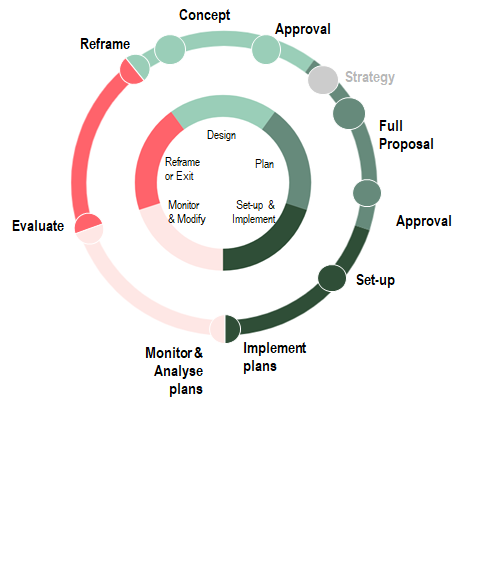 Concept
Approval
Reframe
Strategy
Full
Proposal
Design
Reframe
or Exit
Plan
Monitor
& Modify
Set-up &
Implement
Evaluate
Approval
Set-up
Implement
plans
Monitor &
Analyse
plans